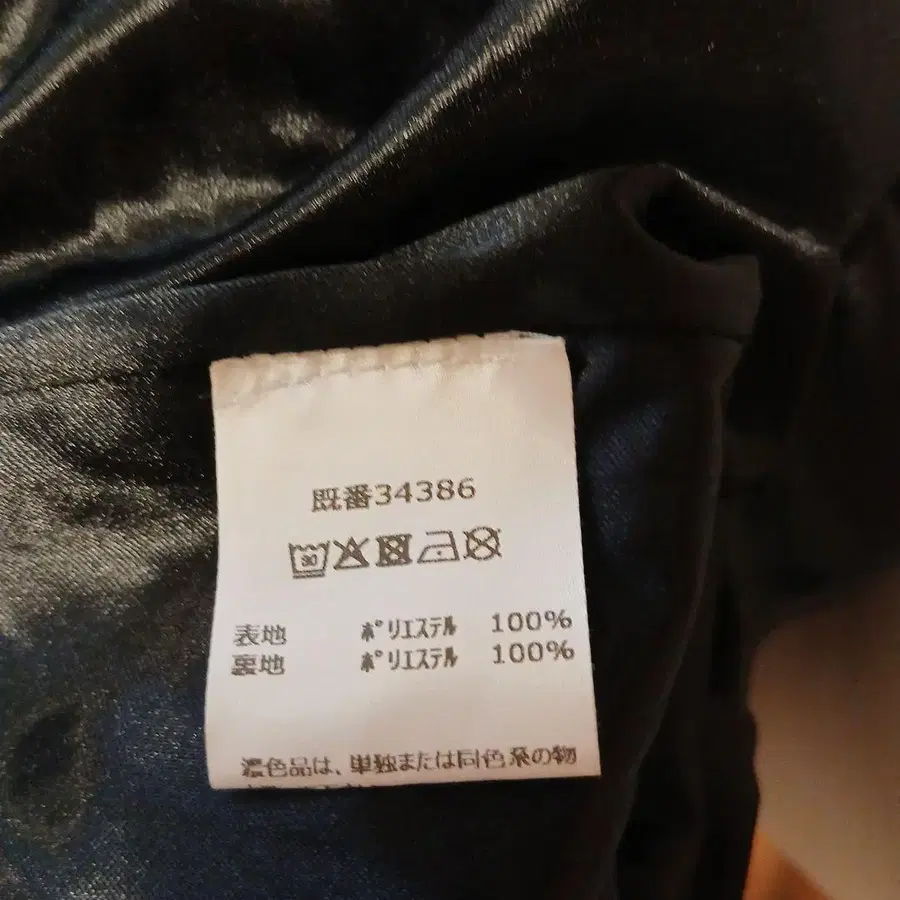 既番34386
30
表地 ポリエステル 100%
裏地 ポリエステル 100%
濃色品は、単独または同色系の物